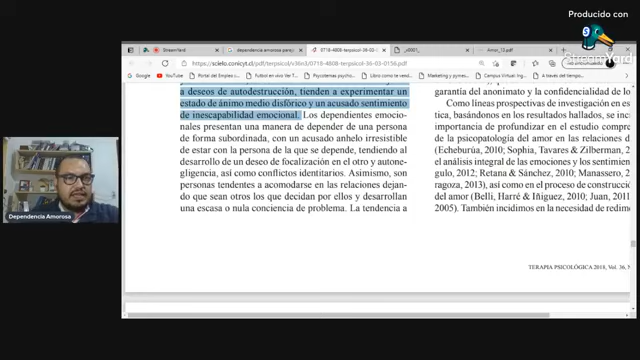 Producido con
StreamYard
StreamYard
dependencia amorosa parej
0718-4808-terpsicol-36-03-0
_v0001_
Amor_13.pdf
https://scielo.conicyt.cl/pdf/terpsicol/v36n3/0718-4808-terpsicol-36-03-0156.pdf
YouTube
Portal del Empleo
Futbol en vivo Ver T
Libro como se vende
Marketing y Public
Campus Virtual Ing
A través del tiempo
a deseos de autodestrucción, tienden a experimentar un
estado de ánimo medio disfórico y un acusado sentimiento
de inescapabilidad emocional. Los dependientes emocio-
nales presentan una manera de depender de una persona
de forma subordinada, con un acusado anhelo irresistible
de estar con la persona de la que se depende, tendiendo al
desarrollo de un deseo de focalización en el otro y autone-
gligencia, así como conflictos identitarios. Asimismo, son
personas tendentes a acomodarse en las relaciones dejan-
do que sean otros los que decidan por ellos y desarrollan
una escasa o nula conciencia de problema. La tendencia a
garantía del anonimato y la confidencialidad de lo
Como líneas prospectivas de investigación en es
tica, basándonos en los resultados hallados, se incre
importancia de profundizar en el estudio compre
de la psicopatología del amor en las relaciones d
(Echeburúa, 2010; Sophia, Tavares & Zilberman, 2
el análisis integral de las emociones y los sentimien
gulo, 2012; Retana & Sánchez, 2010; Manassero,
ragoza, 2013), así como en el proceso de construcci
del amor (Belli, Harré & Iñiguez, 2010; Juan, 2011
2005). También incidimos en la necesidad de redime
TERAPIA PSICOLÓGICA 2018, Vol. 36, N
Dependencia Amorosa